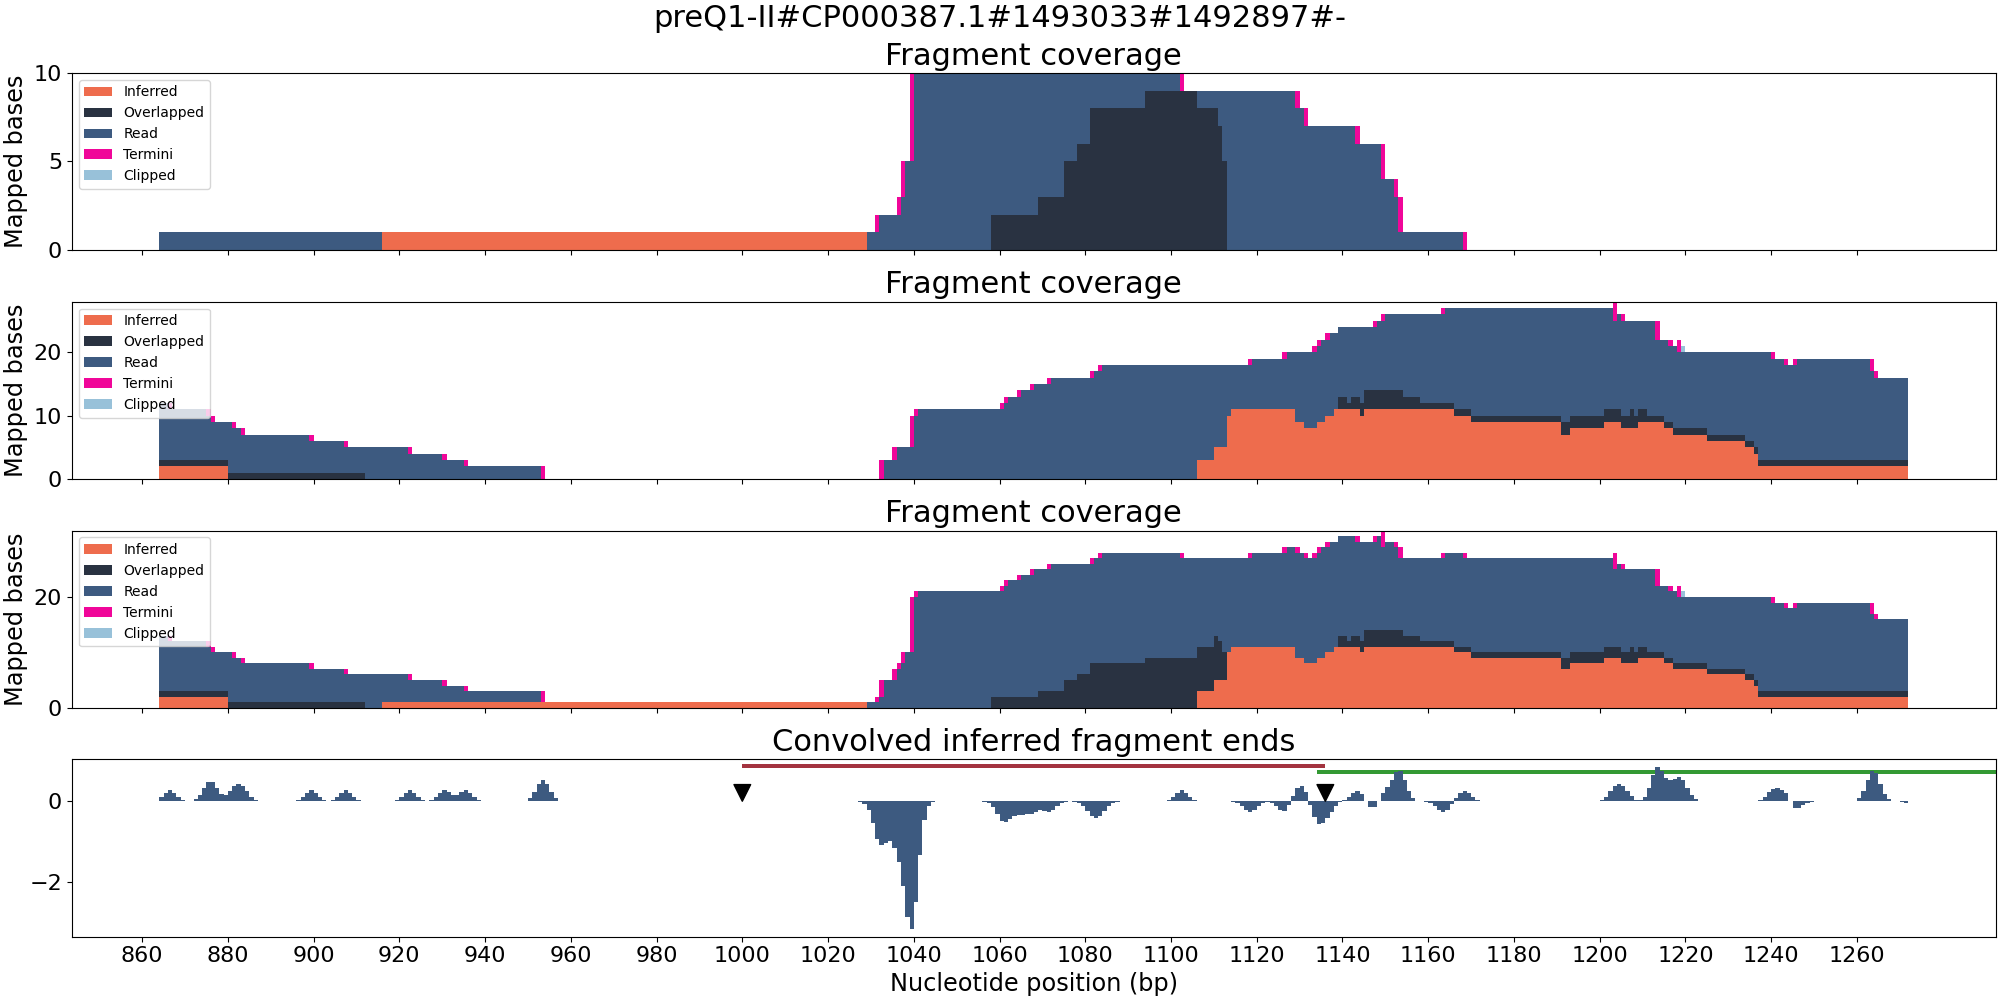 preQ1-II#CP000387.1#1493033#1492897#-
Fragment coverage
Mapped bases
10
5
0
Inferred
Overlapped
Read
Termini
Clipped
Fragment coverage
Mapped bases
20
10
0
Inferred
Overlapped
Read
Termini
Clipped
Fragment coverage
Mapped bases
20
0
Inferred
Overlapped
Read
Termini
Clipped
Convolved inferred fragment ends
0
−2
860 880 900 920 940 960 980 1000 1020 1040 1060 1080 1100 1120 1140 1160 1180 1200 1220 1240 1260
Nucleotide position (bp)